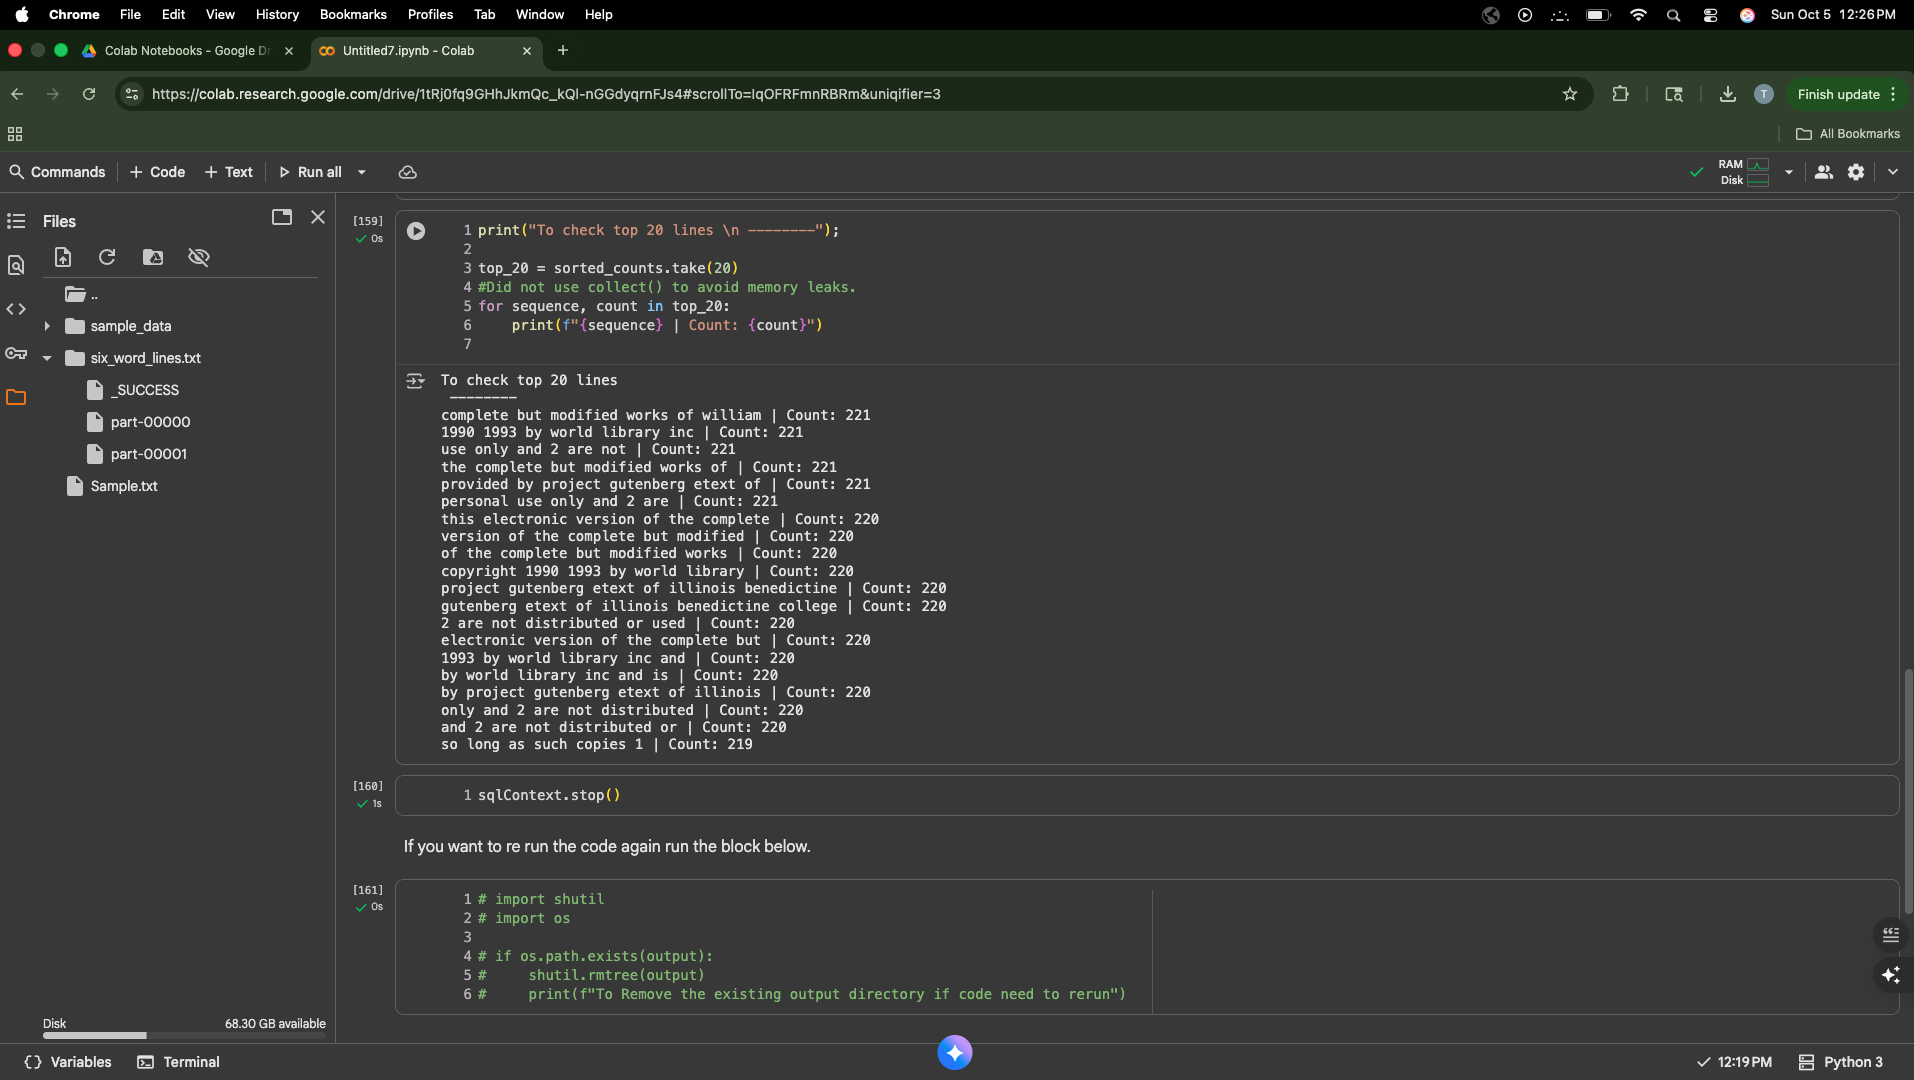 Chrome File Edit View History Bookmarks Profiles Tab Window Help Sun Oct 5 12:26 PM
Colab Notebooks - Google Dr Untitled7.ipynb - Colab
https://colab.research.google.com/drive/1tRj0fq9GHhJkmQc_kQI-nGGdyqrnFJs4#scrollTo=lqOFRFmnRBRm&uniqifier=3 T Finish update
All Bookmarks
Commands + Code + Text Run all RAM
Disk
Files
..
sample_data
six_word_lines.txt
_SUCCESS
part-00000
part-00001
Sample.txt
Disk 68.30 GB available
[159]
0s
1 print("To check top 20 lines \n --------");
2
3 top_20 = sorted_counts.take(20)
4 #Did not use collect() to avoid memory leaks.
5 for sequence, count in top_20:
6     print(f"{sequence} | Count: {count}")
7
To check top 20 lines
 --------
complete but modified works of william | Count: 221
1990 1993 by world library inc | Count: 221
use only and 2 are not | Count: 221
the complete but modified works of | Count: 221
provided by project gutenberg etext of | Count: 221
personal use only and 2 are | Count: 221
this electronic version of the complete | Count: 220
version of the complete but modified | Count: 220
of the complete but modified works | Count: 220
copyright 1990 1993 by world library | Count: 220
project gutenberg etext of illinois benedictine | Count: 220
gutenberg etext of illinois benedictine college | Count: 220
2 are not distributed or used | Count: 220
electronic version of the complete but | Count: 220
1993 by world library inc and | Count: 220
by world library inc and is | Count: 220
by project gutenberg etext of illinois | Count: 220
only and 2 are not distributed | Count: 220
and 2 are not distributed or | Count: 220
so long as such copies 1 | Count: 219
[160]
1s
1 sqlContext.stop()
If you want to re run the code again run the block below.
[161]
0s
1 # import shutil
2 # import os
3
4 # if os.path.exists(output):
5 #     shutil.rmtree(output)
6 #     print(f"To Remove the existing output directory if code need to rerun")
Variables Terminal 12:19 PM Python 3